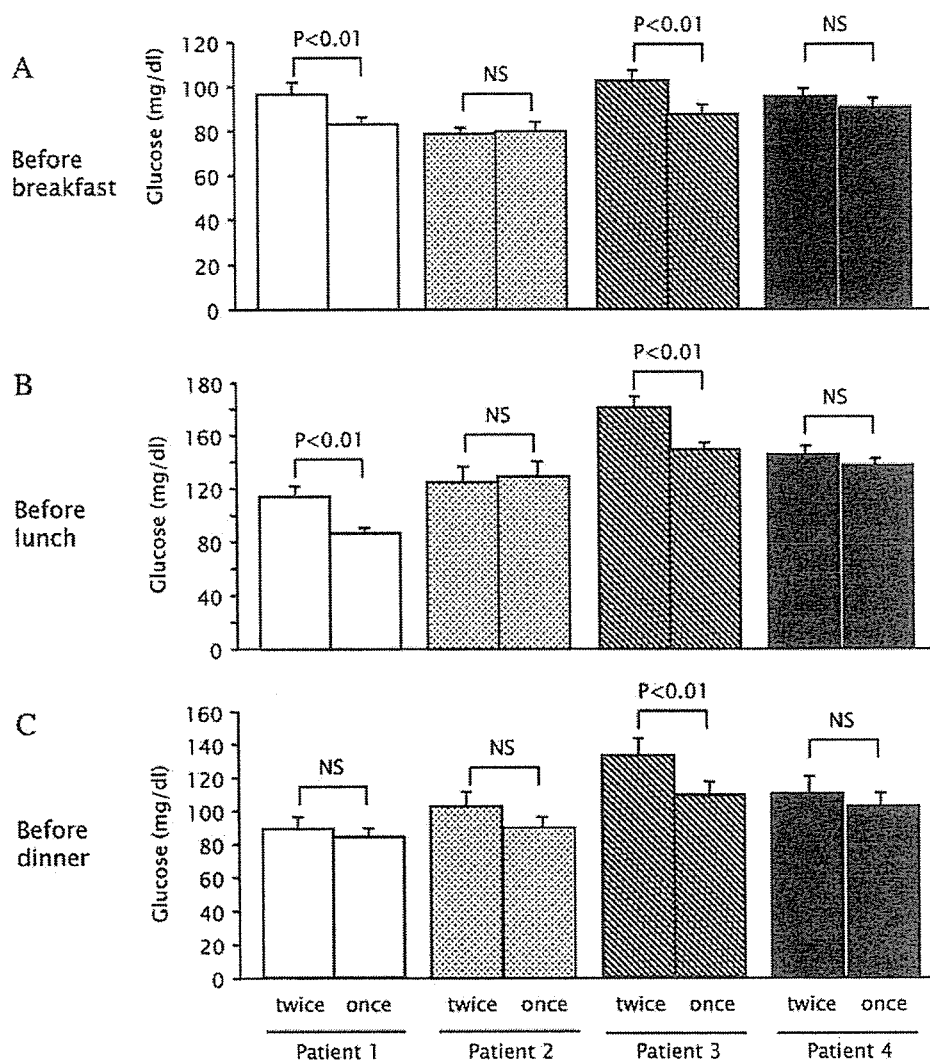 A
Before
breakfast
Glucose (mg/dl)
120
100
80
60
40
20
0
P<0.01
NS
P<0.01
NS
B
Before
lunch
Glucose (mg/dl)
180
160
120
80
40
0
P<0.01
NS
P<0.01
NS
C
Before
dinner
Glucose (mg/dl)
160
140
120
100
80
60
40
20
0
NS
NS
P<0.01
NS
twice once twice once twice once twice once
Patient 1 Patient 2 Patient 3 Patient 4